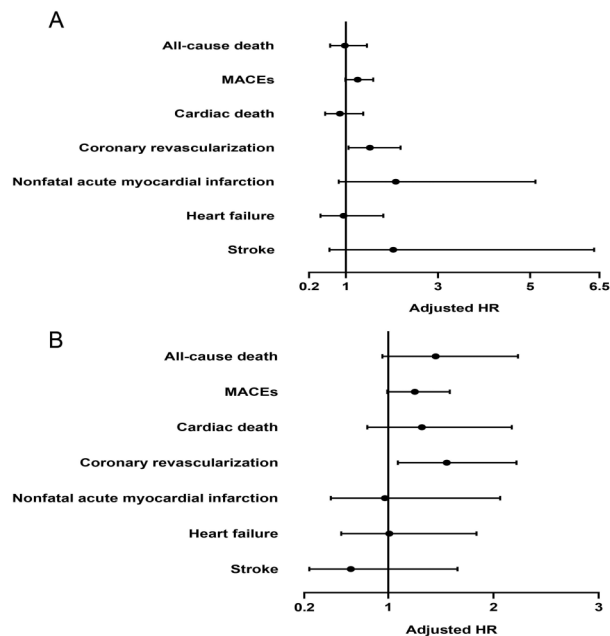 A
All-cause death
MACEs
Cardiac death
Coronary revascularization
Nonfatal acute myocardial infarction
Heart failure
Stroke
0.2 1 3 5 6.5
Adjusted HR
B
All-cause death
MACEs
Cardiac death
Coronary revascularization
Nonfatal acute myocardial infarction
Heart failure
Stroke
0.2 1 2 3
Adjusted HR